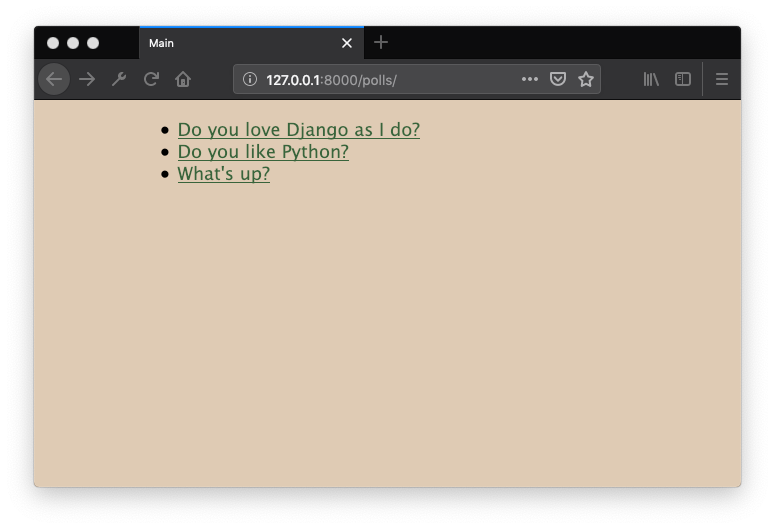 Main
127.0.0.1:8000/polls/
Do you love Django as I do?
Do you like Python?
What's up?